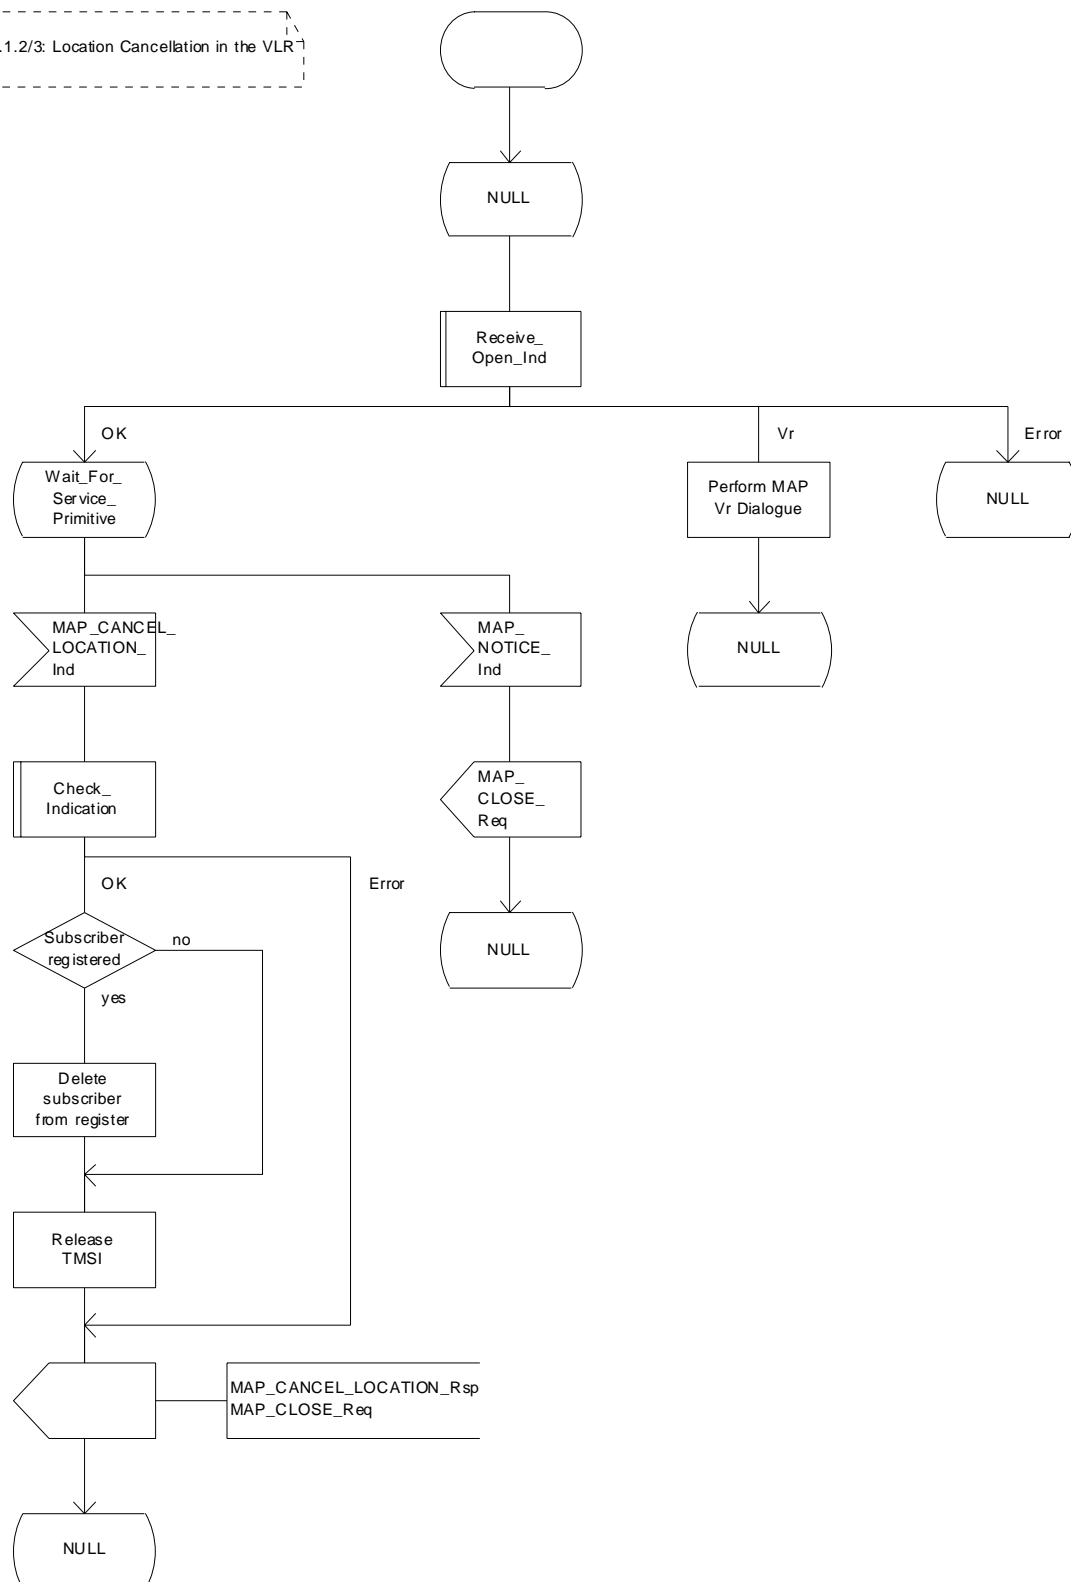 .1.2/3: Location Cancellation in the VLR
NULL
Receive_
Open_Ind
OK
Vr
Error
Wait_For_
Service_
Primitive
Perform MAP
Vr Dialogue
NULL
MAP_CANCEL_
LOCATION_
Ind
MAP_
NOTICE_
Ind
NULL
Check_
Indication
MAP_
CLOSE_
Req
OK
Error
Subscriber
registered
no
yes
NULL
Delete
subscriber
from register
Release
TMSI
MAP_CANCEL_LOCATION_Rsp
MAP_CLOSE_Req
NULL